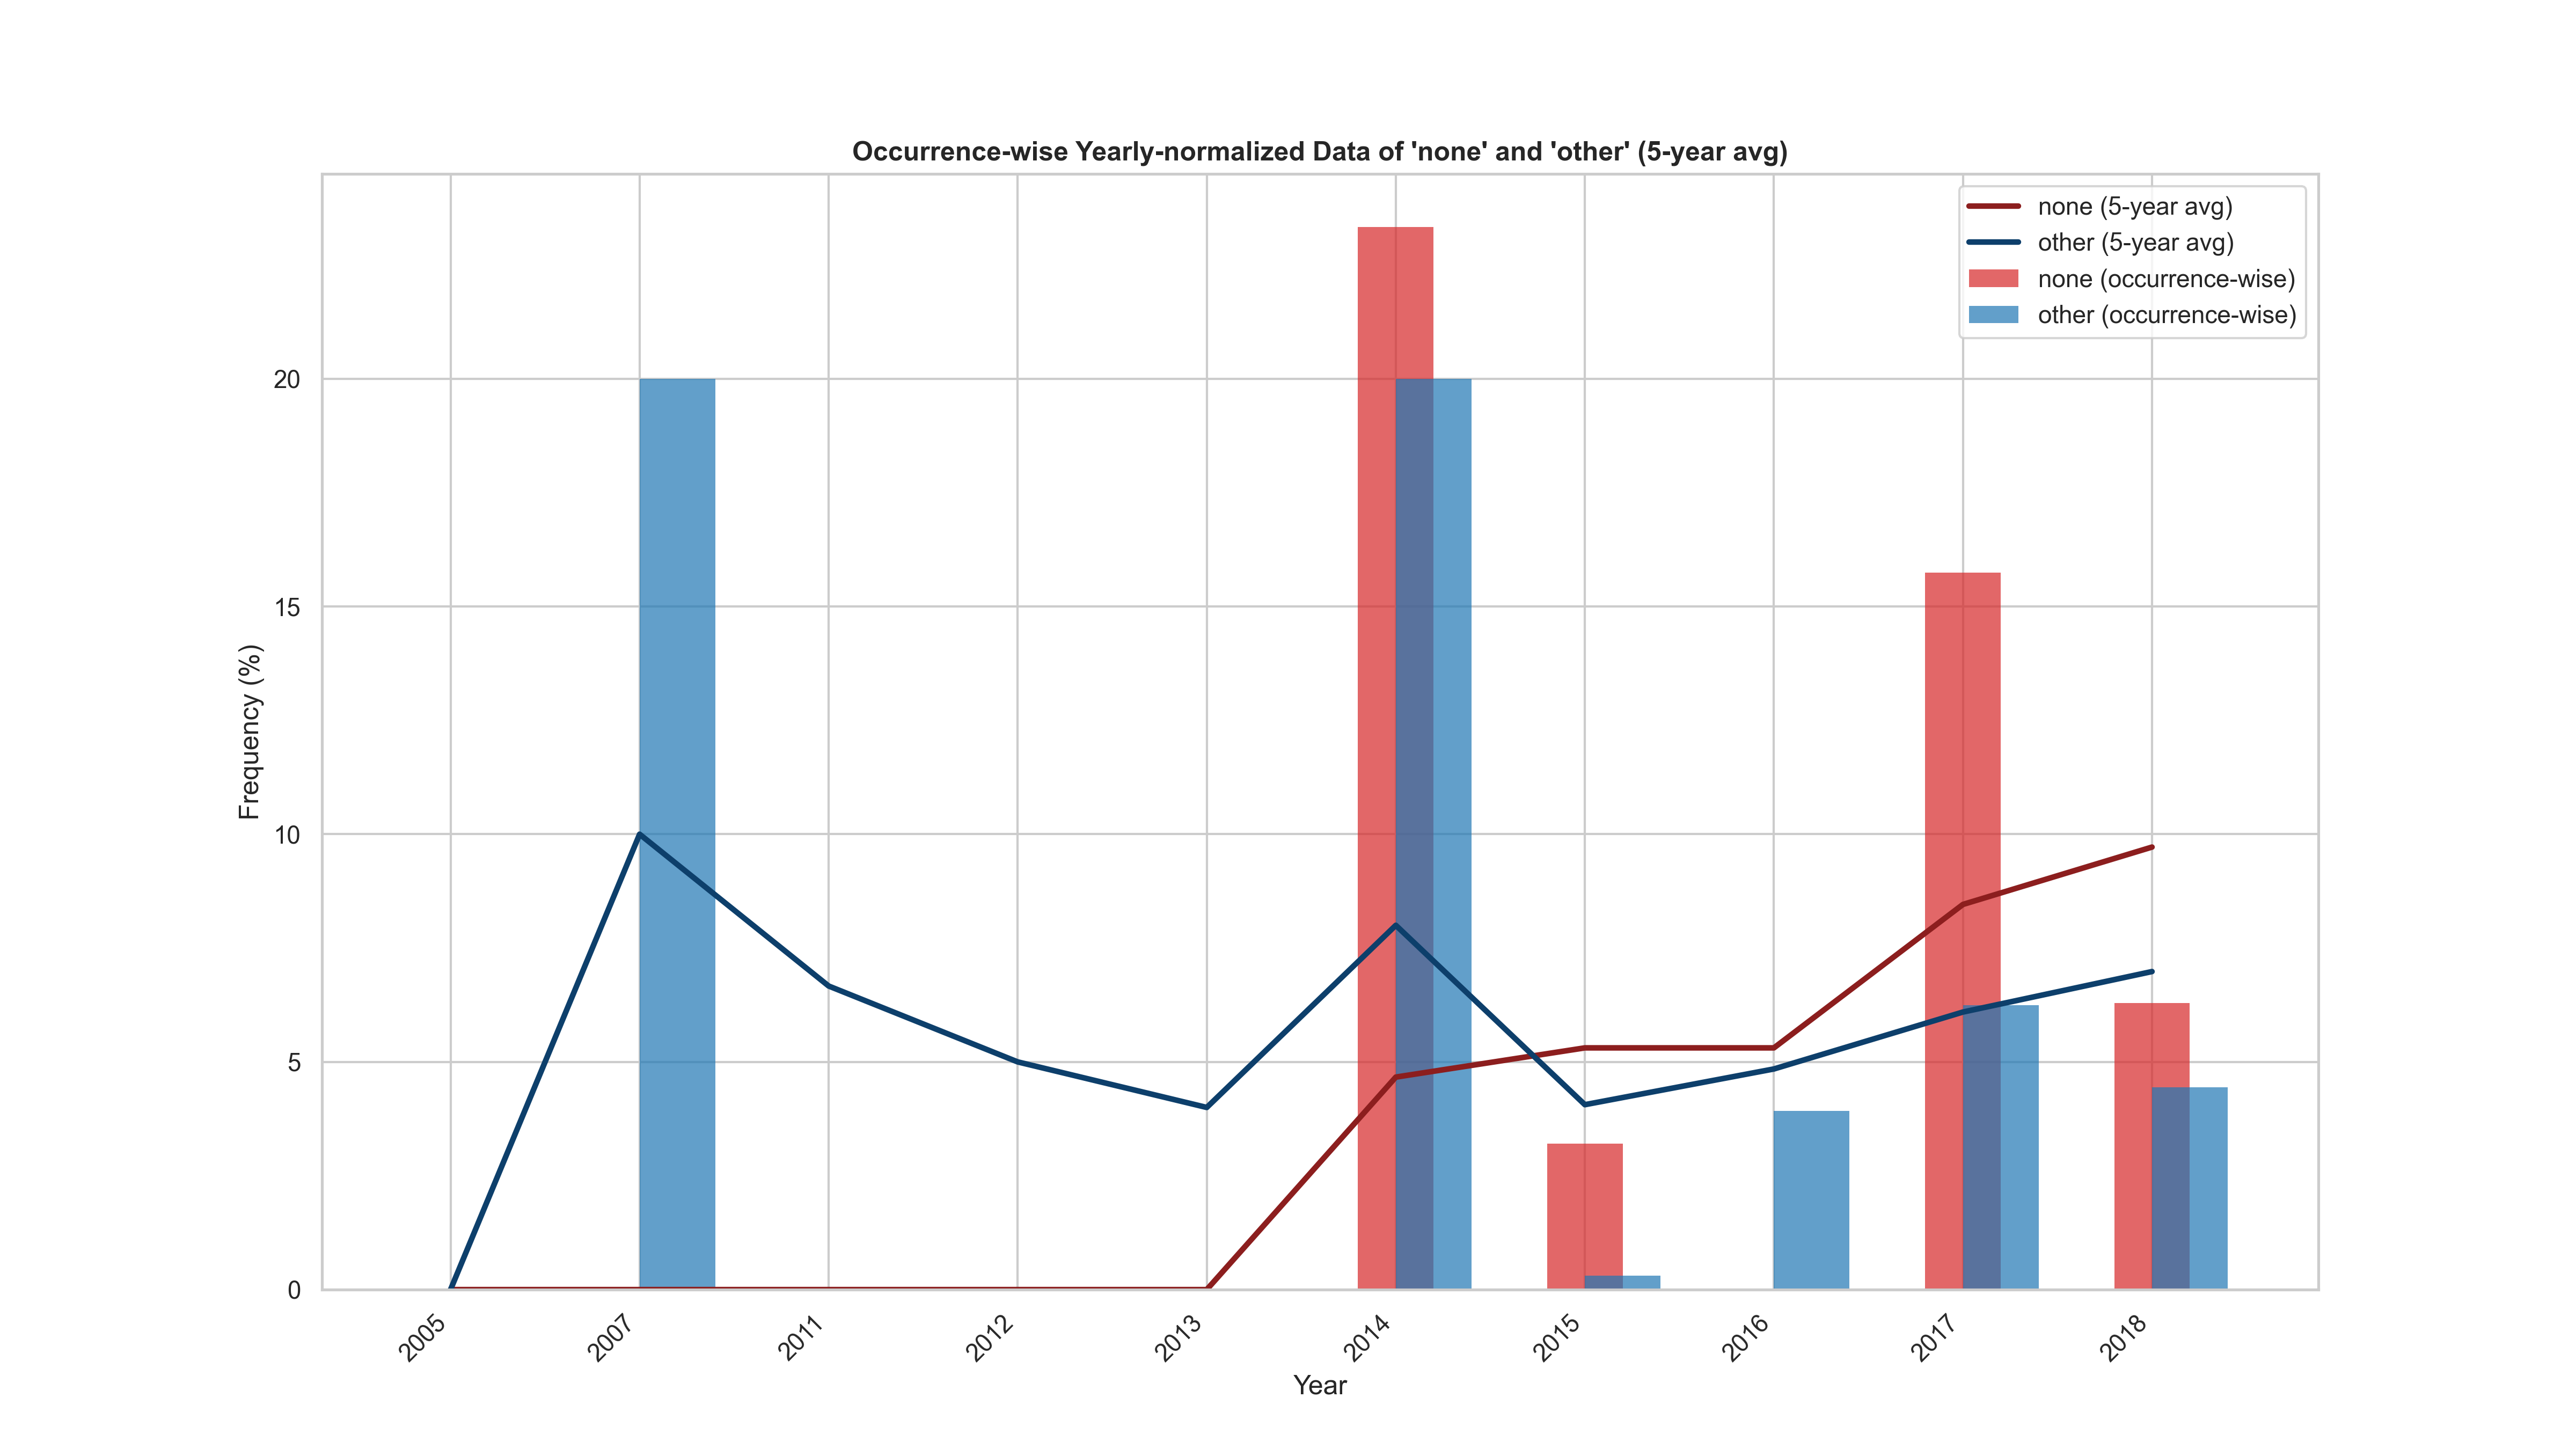 Occurrence-wise Yearly-normalized Data of 'none' and 'other' (5-year avg)
none (5-year avg)
other (5-year avg)
none (occurrence-wise)
other (occurrence-wise)
20
15
10
5
0
Frequency (%)
2005
2007
2011
2012
2013
2014
2015
2016
2017
2018
Year